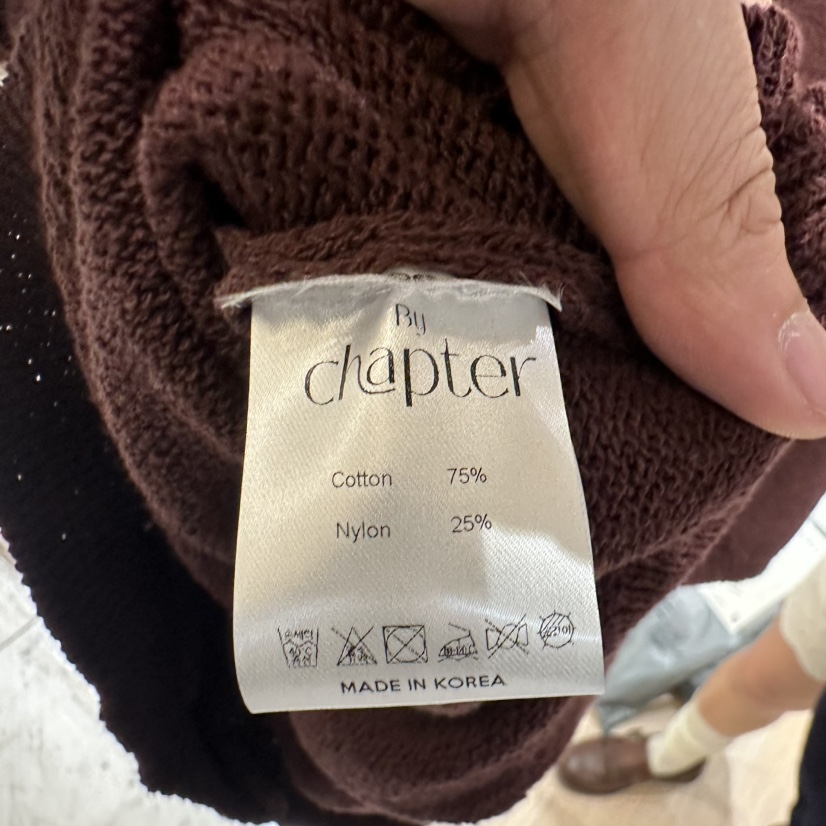 By
chapter
Cotton 75%
Nylon 25%
MADE IN KOREA